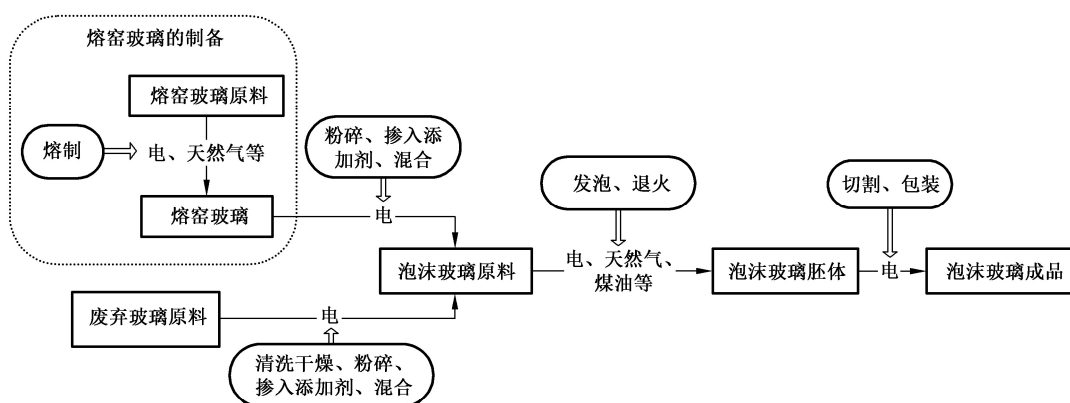 熔窑玻璃的制备
熔窑玻璃原料
熔制
电、天然气等
熔窑玻璃
粉碎、掺入添
加剂、混合
电
发泡、退火
切割、包装
泡沫玻璃原料
电、天然气、
煤油等
泡沫玻璃胚体
电
泡沫玻璃成品
废弃玻璃原料
电
清洗干燥、粉碎、
掺入添加剂、混合